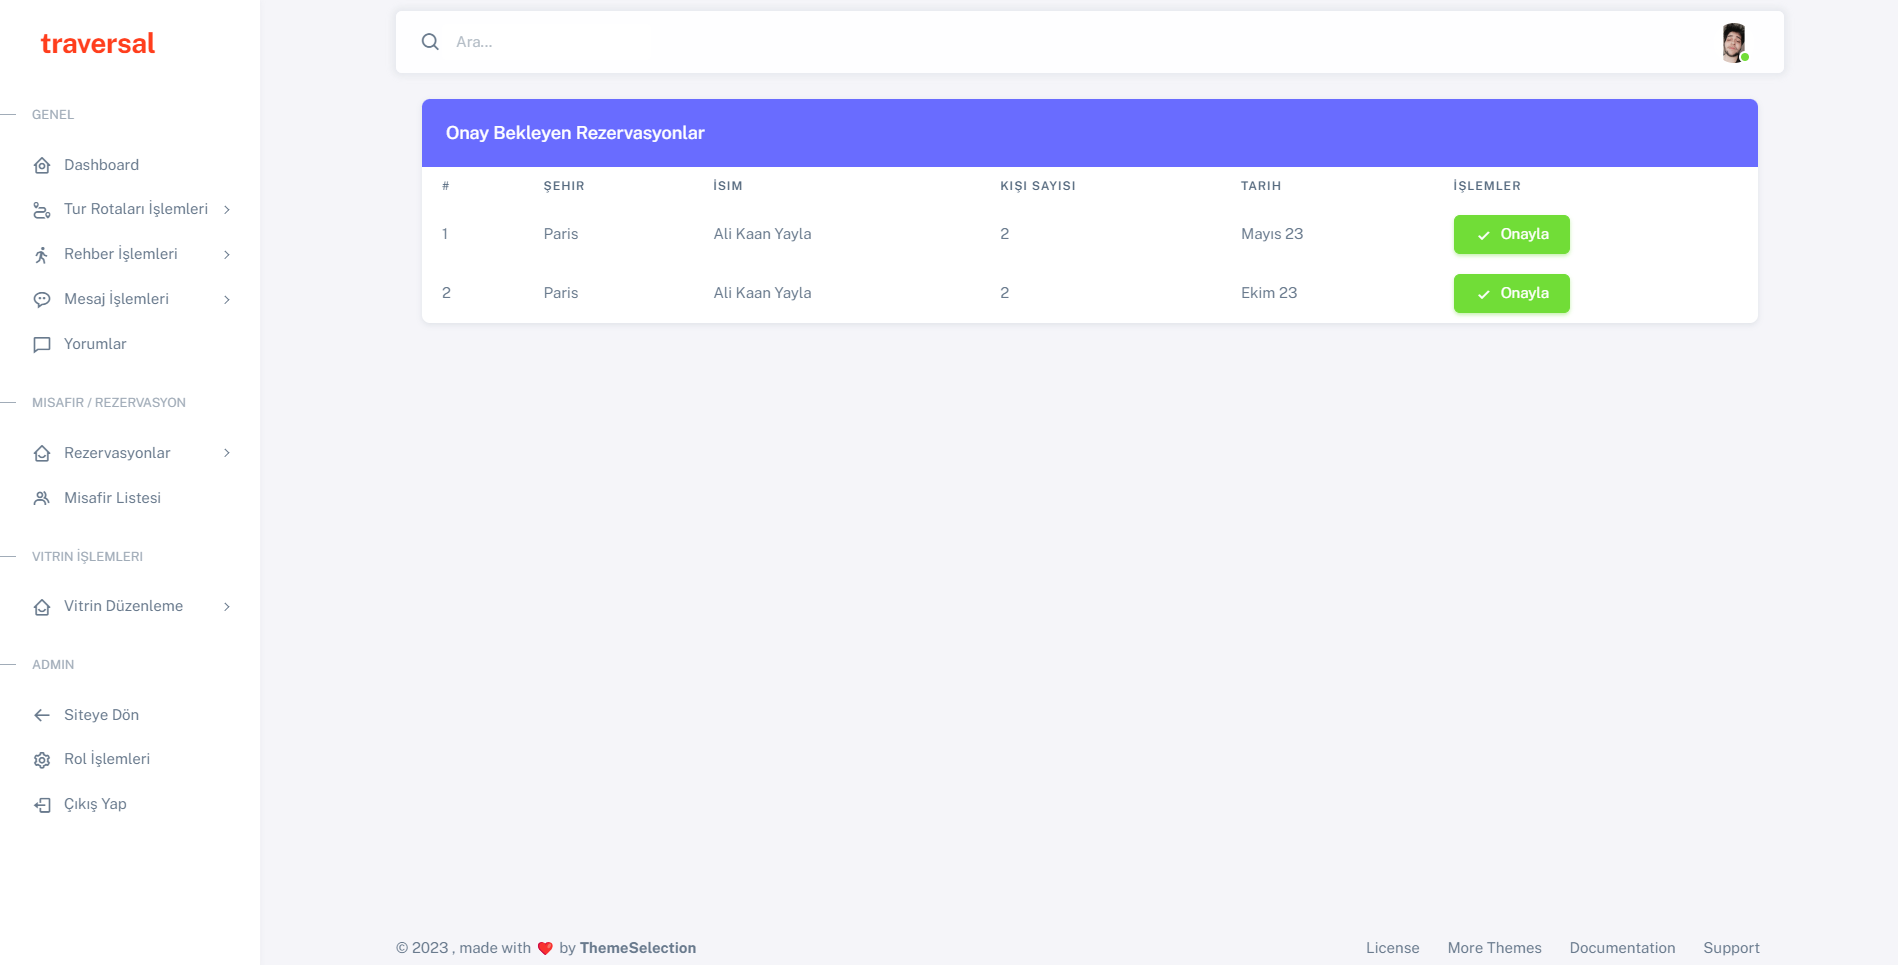 traversal
GENEL
Dashboard
Tur Rotaları İşlemleri
Rehber İşlemleri
Mesaj İşlemleri
Yorumlar
MISAFIR / REZERVASYON
Rezervasyonlar
Misafir Listesi
VITRIN İŞLEMLERI
Vitrin Düzenleme
ADMIN
Siteye Dön
Rol İşlemleri
Çıkış Yap
Ara...
Onay Bekleyen Rezervasyonlar
# ŞEHIR İSIM KIŞI SAYISI TARIH İŞLEMLER
1 Paris Ali Kaan Yayla 2 Mayıs 23 Onayla
2 Paris Ali Kaan Yayla 2 Ekim 23 Onayla
© 2023 , made with ❤️ by ThemeSelection
License More Themes Documentation Support